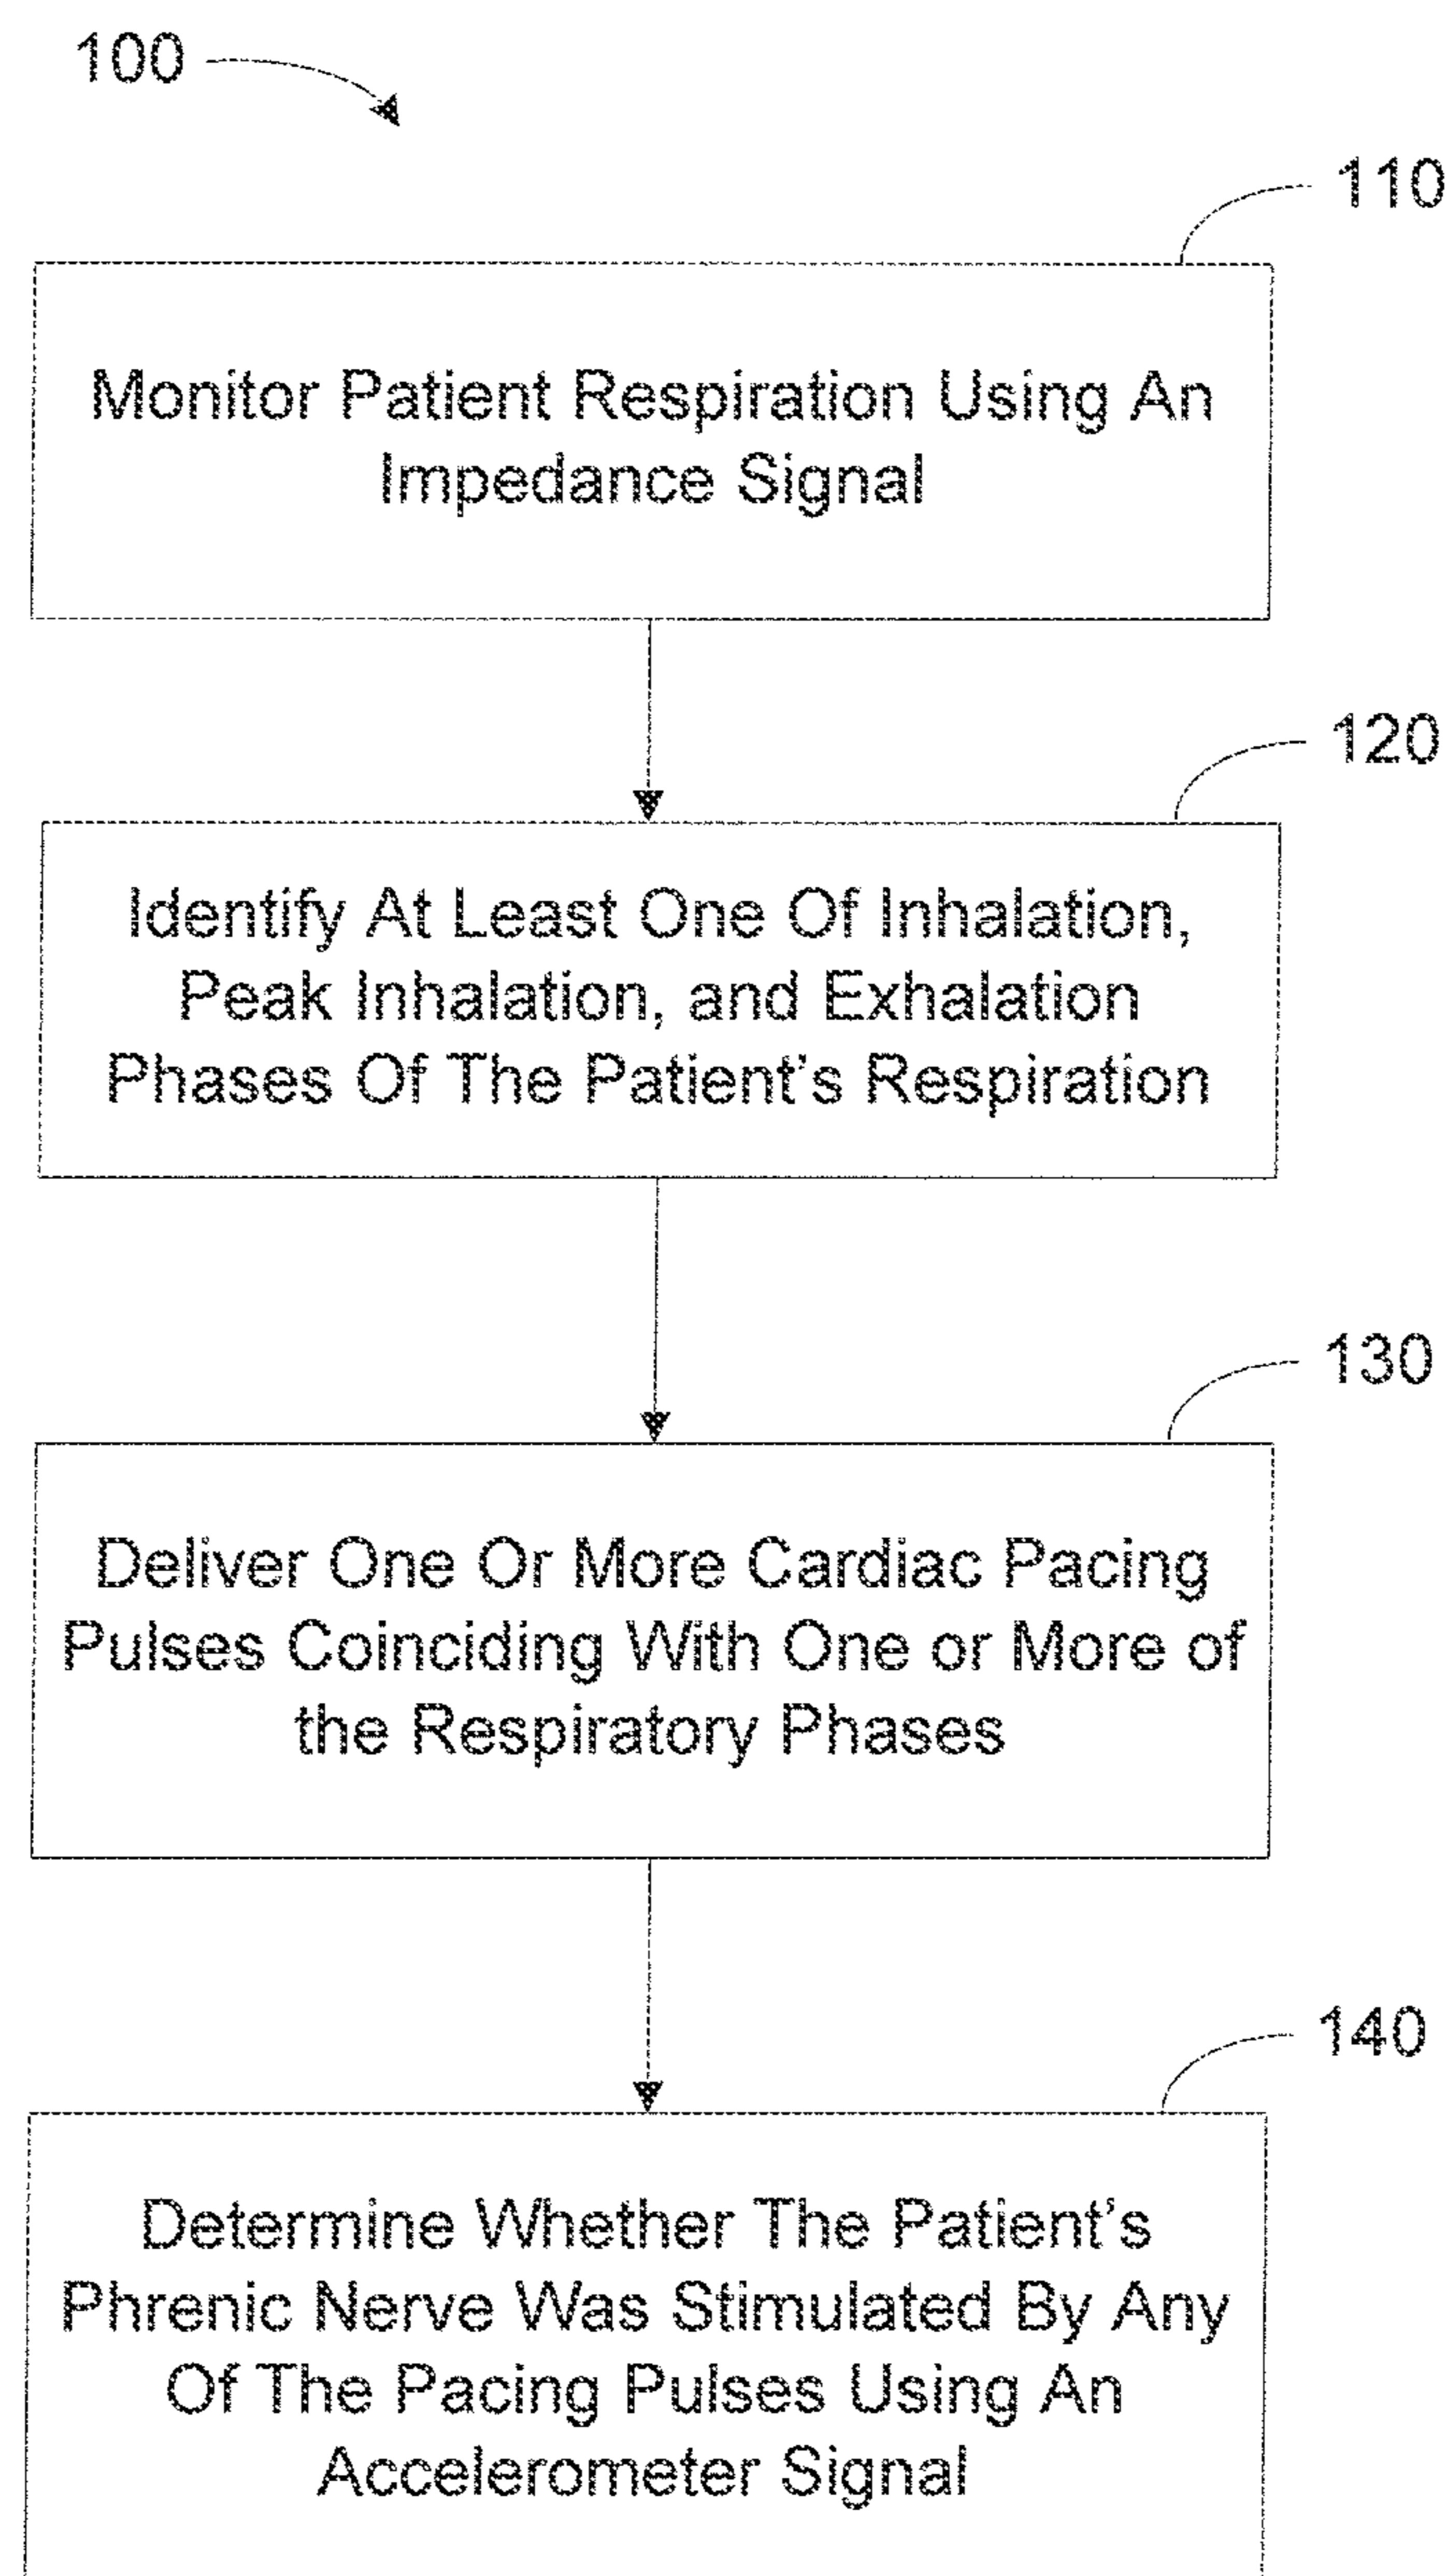 100
110
Monitor Patient Respiration Using An
Impedance Signal
120
Identify At Least One Of Inhalation,
Peak Inhalation, and Exhalation
Phases Of The Patient's Respiration
130
Deliver One Or More Cardiac Pacing
Pulses Coinciding With One or More of
the Respiratory Phases
140
Determine Whether The Patient's
Phrenic Nerve Was Stimulated By Any
Of The Pacing Pulses Using An
Accelerometer Signal